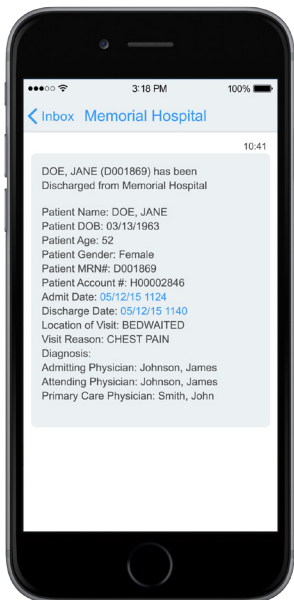 3:18 PM
100%
Inbox Memorial Hospital
10:41
DOE, JANE (D001869) has been
Discharged from Memorial Hospital
Patient Name: DOE, JANE
Patient DOB: 03/13/1963
Patient Age: 52
Patient Gender: Female
Patient MRN#: D001869
Patient Account #: H00002846
Admit Date: 05/12/15 1124
Discharge Date: 05/12/15 1140
Location of Visit: BEDWAITED
Visit Reason: CHEST PAIN
Diagnosis:
Admitting Physician: Johnson, James
Attending Physician: Johnson, James
Primary Care Physician: Smith, John